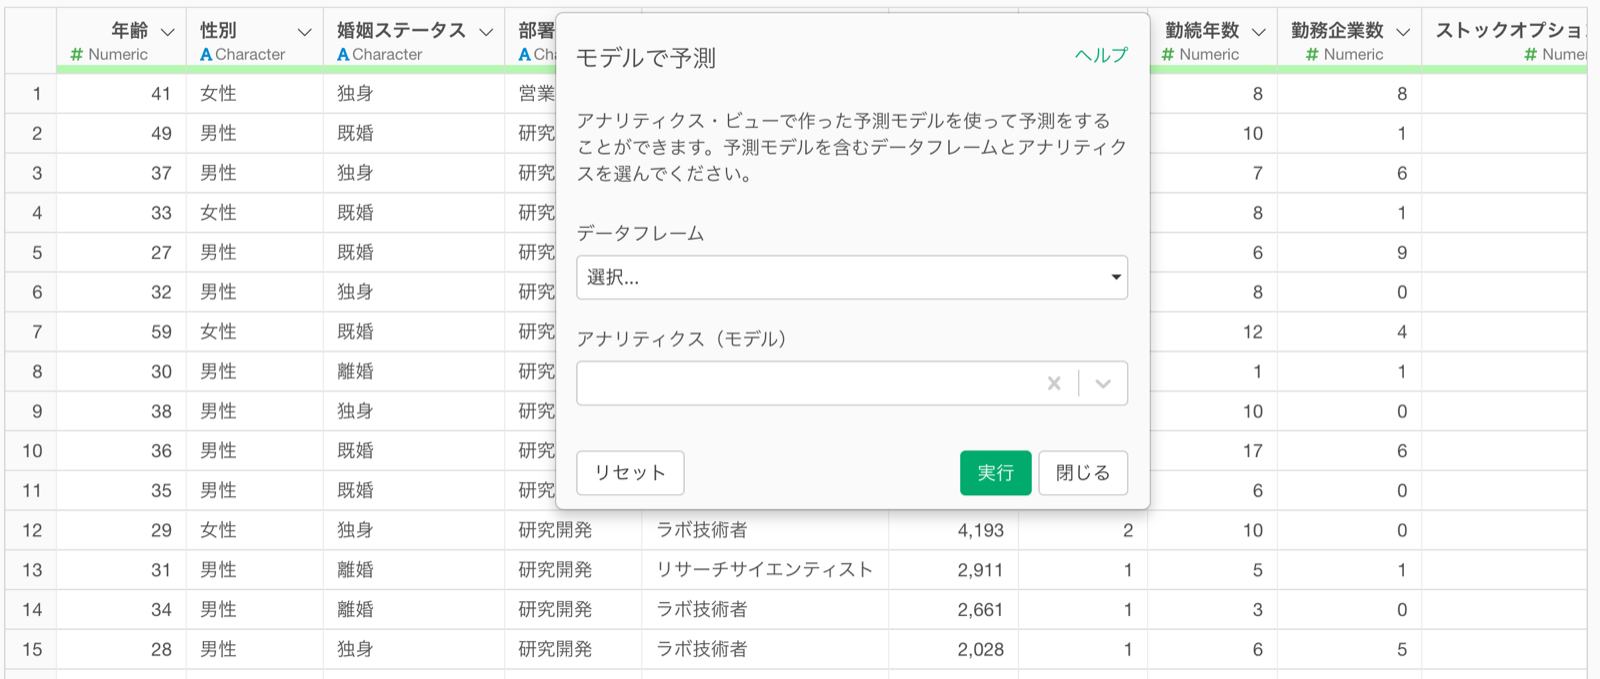 年齢 性別 婚姻ステータス 部署 勤続年数 勤務企業数 ストックオプショ
# Numeric A Character A Character A Cha # Numeric # Numeric # Nume
モデルで予測 ヘルプ
アナリティクス・ビューで作った予測モデルを使って予測をする
ことができます。予測モデルを含むデータフレームとアナリティク
スを選んでください。
データフレーム
選択...
アナリティクス（モデル）
リセット 実行 閉じる
1 41 女性 独身 営業 8 8
2 49 男性 既婚 研究 10 1
3 37 男性 独身 研究 7 6
4 33 女性 既婚 研究 8 1
5 27 男性 既婚 研究 6 9
6 32 男性 独身 研究 8 0
7 59 女性 既婚 研究 12 4
8 30 男性 離婚 研究 1 1
9 38 男性 独身 研究 10 0
10 36 男性 既婚 研究 17 6
11 35 男性 既婚 研究 6 0
12 29 女性 独身 研究開発 ラボ技術者 4,193 2 10 0
13 31 男性 離婚 研究開発 リサーチサイエンティスト 2,911 1 5 1
14 34 男性 離婚 研究開発 ラボ技術者 2,661 1 3 0
15 28 男性 独身 研究開発 ラボ技術者 2,028 1 6 5